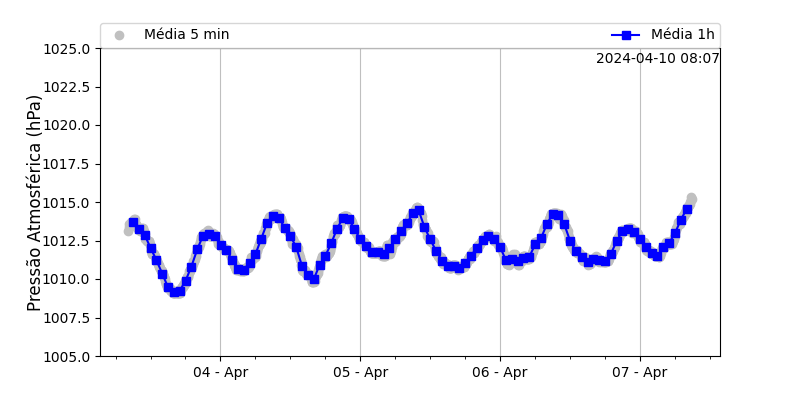 Média 5 min
Média 1h
2024-04-10 08:07
Pressão Atmosférica (hPa)
1025.0
1022.5
1020.0
1017.5
1015.0
1012.5
1010.0
1007.5
1005.0
04 - Apr
05 - Apr
06 - Apr
07 - Apr